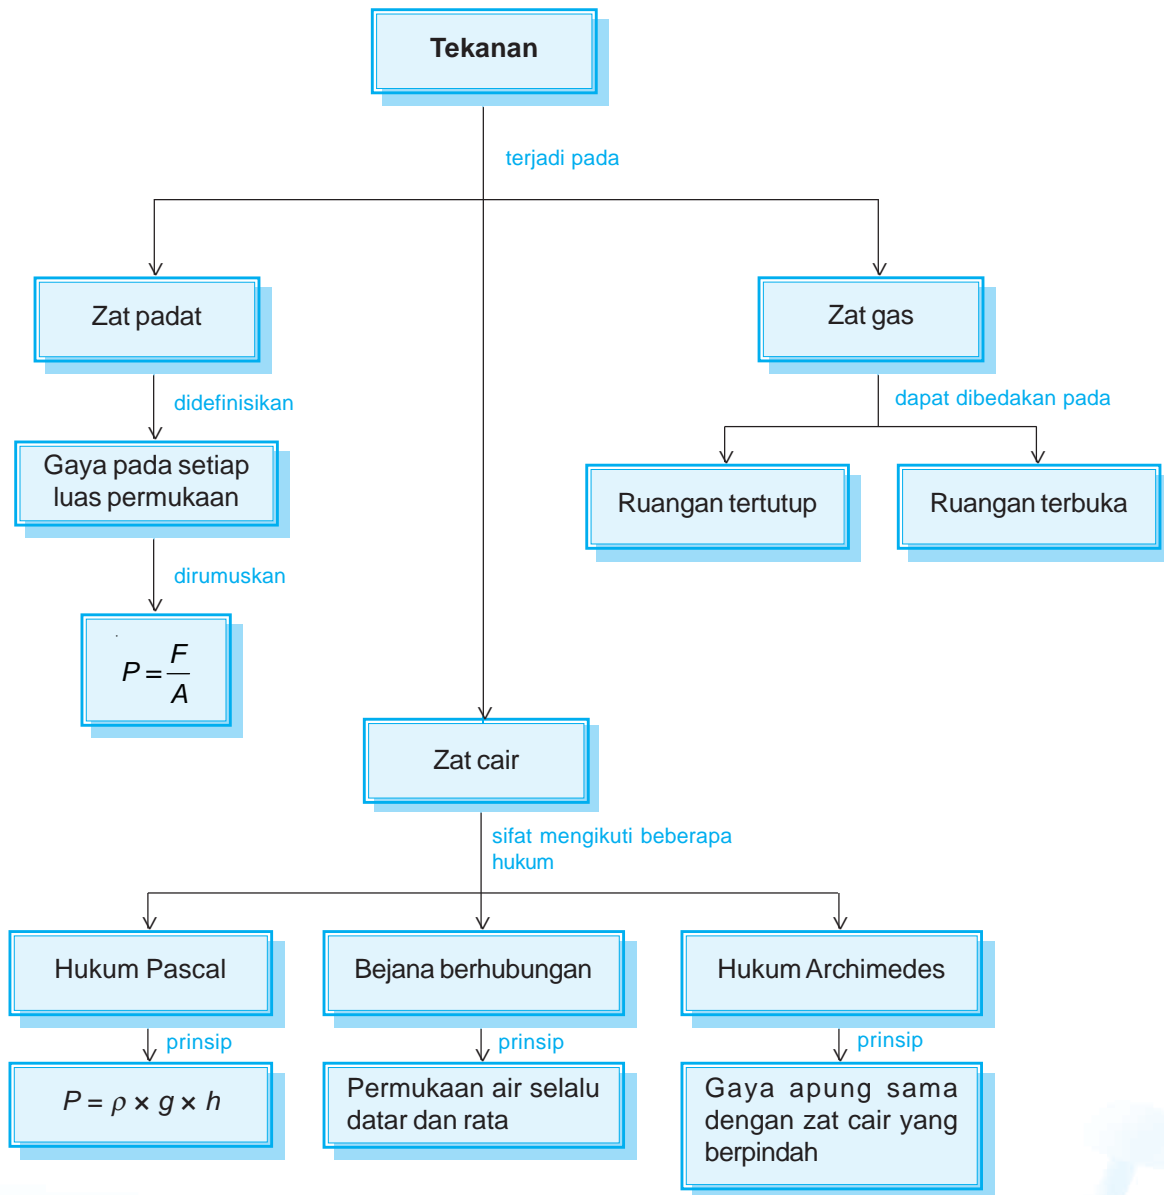 Tekanan
terjadi pada
Zat padat
Zat gas
didefinisikan
dapat dibedakan pada
Gaya pada setiap
luas permukaan
Ruangan tertutup
Ruangan terbuka
dirumuskan
P = F/A
Zat cair
sifat mengikuti beberapa
hukum
Hukum Pascal
Bejana berhubungan
Hukum Archimedes
prinsip
prinsip
prinsip
P = ρ × g × h
Permukaan air selalu
datar dan rata
Gaya apung sama
dengan zat cair yang
berpindah